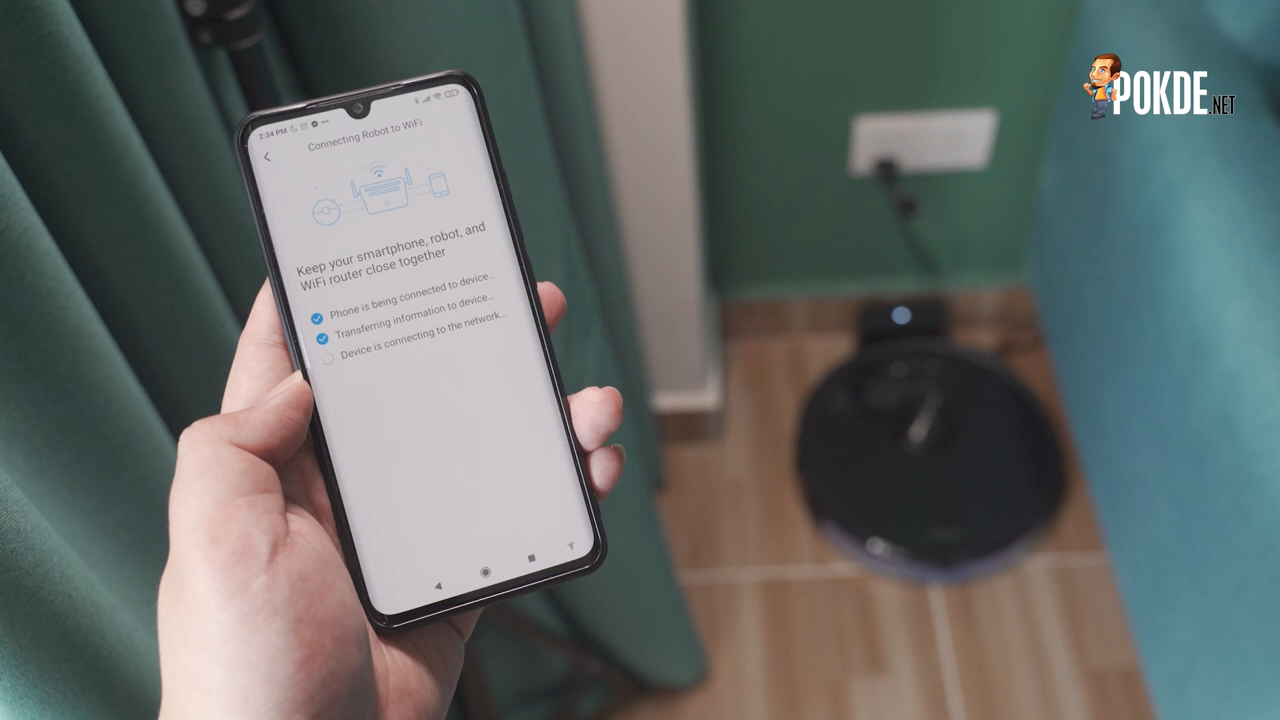 POKDE.NET
2:34 PM
Connecting Robot to WiFi
Keep your smartphone, robot, and
WiFi router close together
Phone is being connected to device...
Transferring information to device...
Device is connecting to the network...